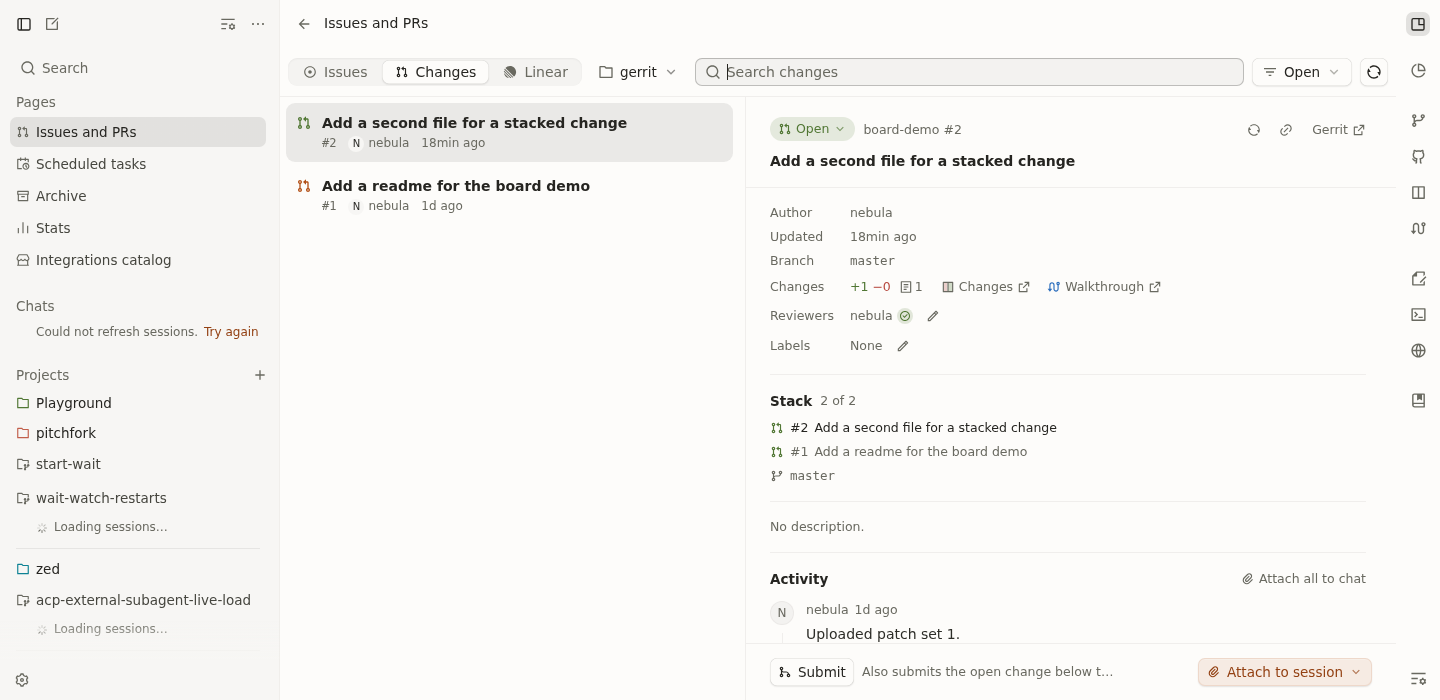 Issues and PRs
Search
Issues
Changes
Linear
gerrit
Search changes
Open
Pages
Issues and PRs
Scheduled tasks
Archive
Stats
Integrations catalog
Chats
Could not refresh sessions. Try again
Projects
Playground
pitchfork
start-wait
wait-watch-restarts
Loading sessions...
zed
acp-external-subagent-live-load
Loading sessions...
Add a second file for a stacked change
#2 N nebula 18min ago
Add a readme for the board demo
#1 N nebula 1d ago
Open board-demo #2 Gerrit
Add a second file for a stacked change
Author nebula
Updated 18min ago
Branch master
Changes +1 −0 1 Changes Walkthrough
Reviewers nebula
Labels None
Stack 2 of 2
#2 Add a second file for a stacked change
#1 Add a readme for the board demo
master
No description.
Activity Attach all to chat
N nebula 1d ago
Uploaded patch set 1.
Submit Also submits the open change below t... Attach to session